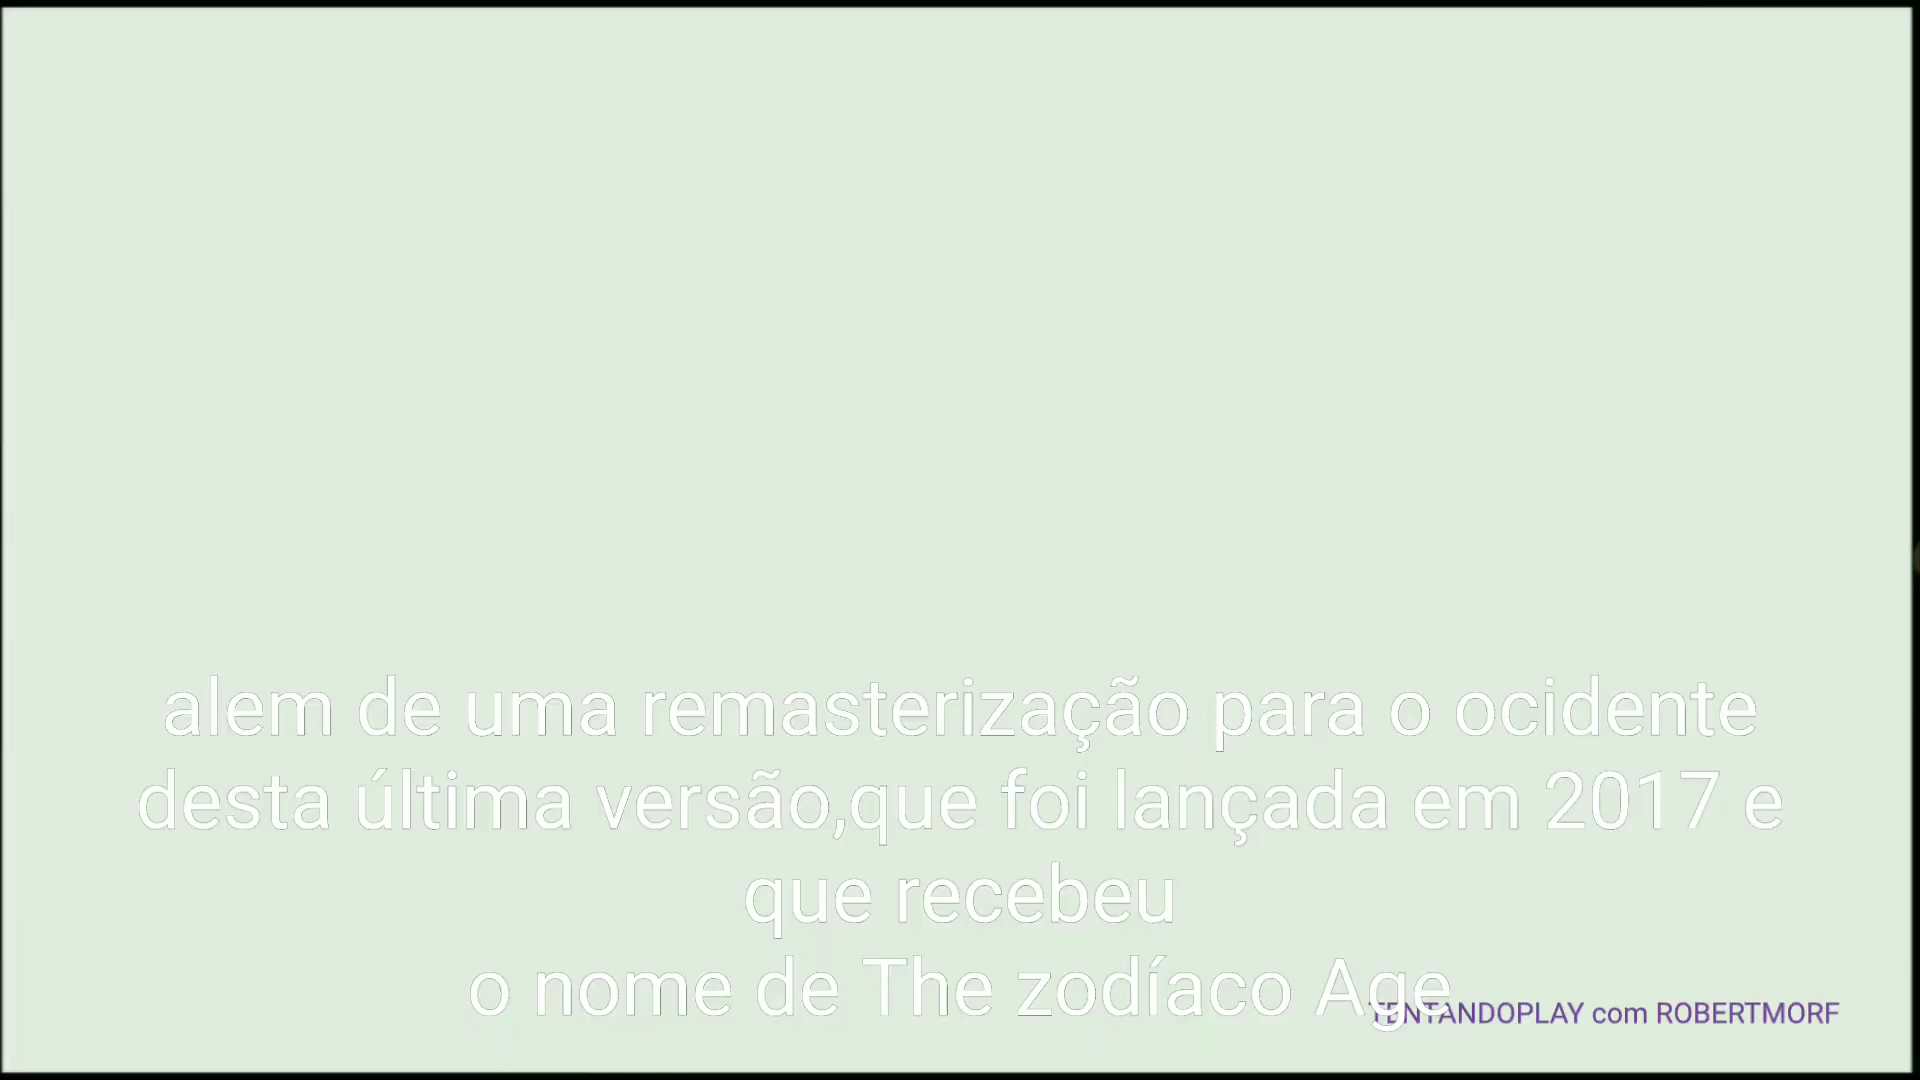 alem de uma remasterização para o ocidente
desta última versão,que foi lançada em 2017 e
que recebeu
o nome de The zodíaco Age
TENTANDOPLAY com ROBERTMORF